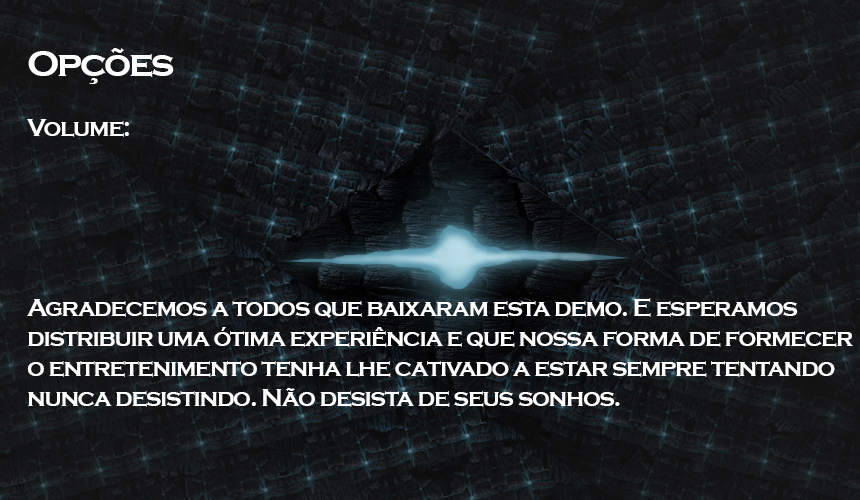 Opções
Volume:
Agradecemos a todos que baixaram esta demo. E esperamos
distribuir uma ótima experiência e que nossa forma de formecer
o entretenimento tenha lhe cativado a estar sempre tentando
nunca desistindo. Não desista de seus sonhos.